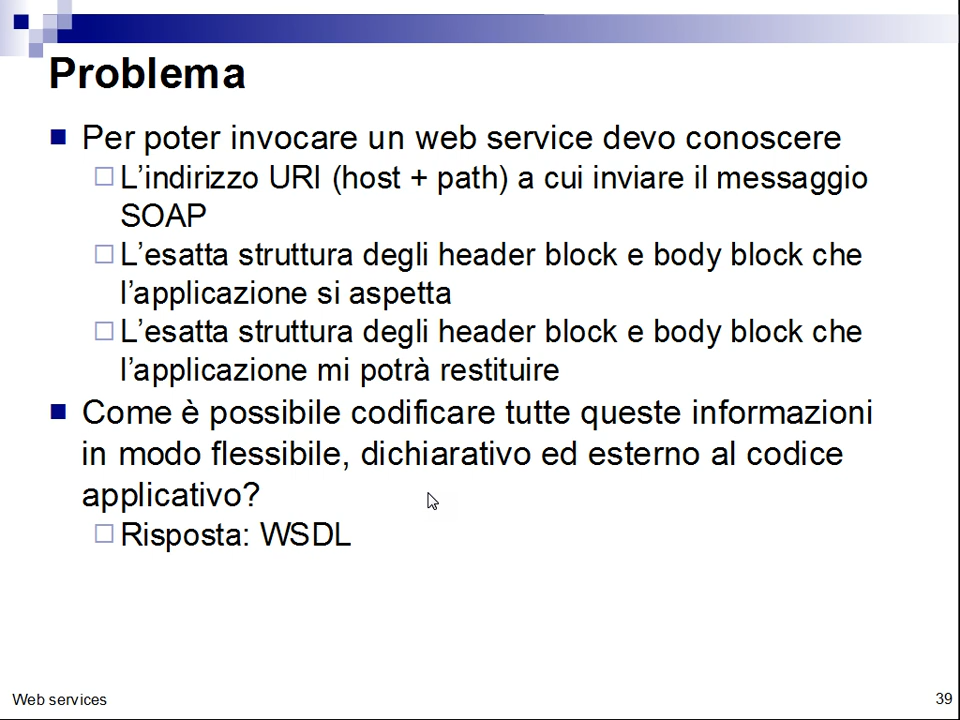 Problema
Per poter invocare un web service devo conoscere
L’indirizzo URI (host + path) a cui inviare il messaggio
SOAP
L’esatta struttura degli header block e body block che
l’applicazione si aspetta
L’esatta struttura degli header block e body block che
l’applicazione mi potrà restituire
Come è possibile codificare tutte queste informazioni
in modo flessibile, dichiarativo ed esterno al codice
applicativo?
Risposta: WSDL
Web services
39